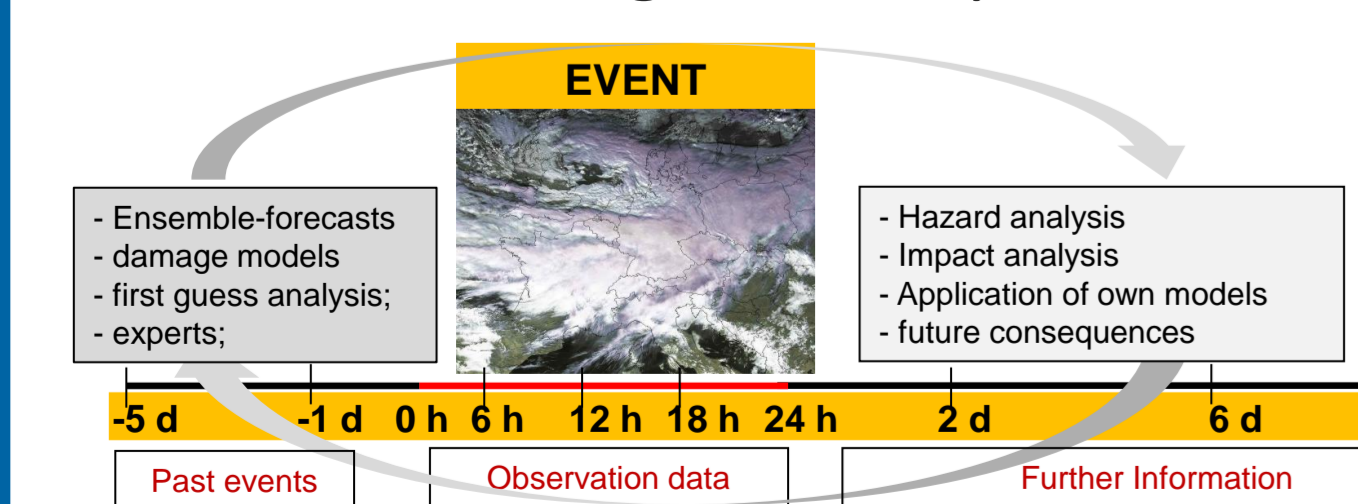 EVENT
- Ensemble-forecasts
- damage models
- first guess analysis;
- experts;
- Hazard analysis
- Impact analysis
- Application of own models
- future consequences
-5 d -1 d 0 h 6 h 12 h 18 h 24 h 2 d 6 d
Past events Observation data Further Information